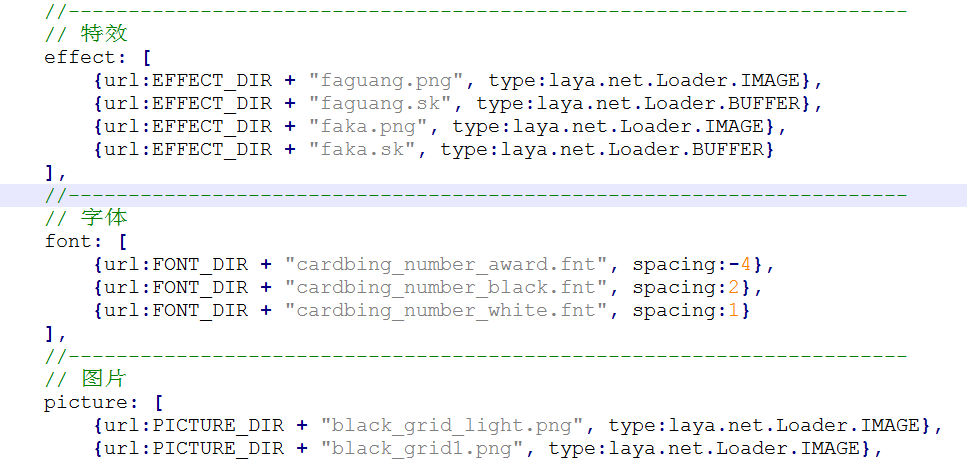 //----------------------------------------------------------------------
// 特效
effect: [
{url:EFFECT_DIR + "faguang.png", type:laya.net.Loader.IMAGE},
{url:EFFECT_DIR + "faguang.sk", type:laya.net.Loader.BUFFER},
{url:EFFECT_DIR + "faka.png", type:laya.net.Loader.IMAGE},
{url:EFFECT_DIR + "faka.sk", type:laya.net.Loader.BUFFER}
],
//----------------------------------------------------------------------
// 字体
font: [
{url:FONT_DIR + "cardbing_number_award.fnt", spacing:-4},
{url:FONT_DIR + "cardbing_number_black.fnt", spacing:2},
{url:FONT_DIR + "cardbing_number_white.fnt", spacing:1}
],
//----------------------------------------------------------------------
// 图片
picture: [
{url:PICTURE_DIR + "black_grid_light.png", type:laya.net.Loader.IMAGE},
{url:PICTURE_DIR + "black_grid1.png", type:laya.net.Loader.IMAGE},